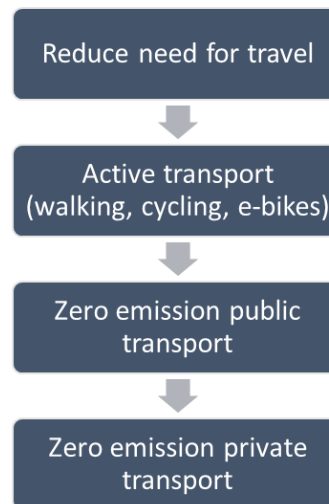 Reduce need for travel
Active transport
(walking, cycling, e-bikes)
Zero emission public
transport
Zero emission private
transport